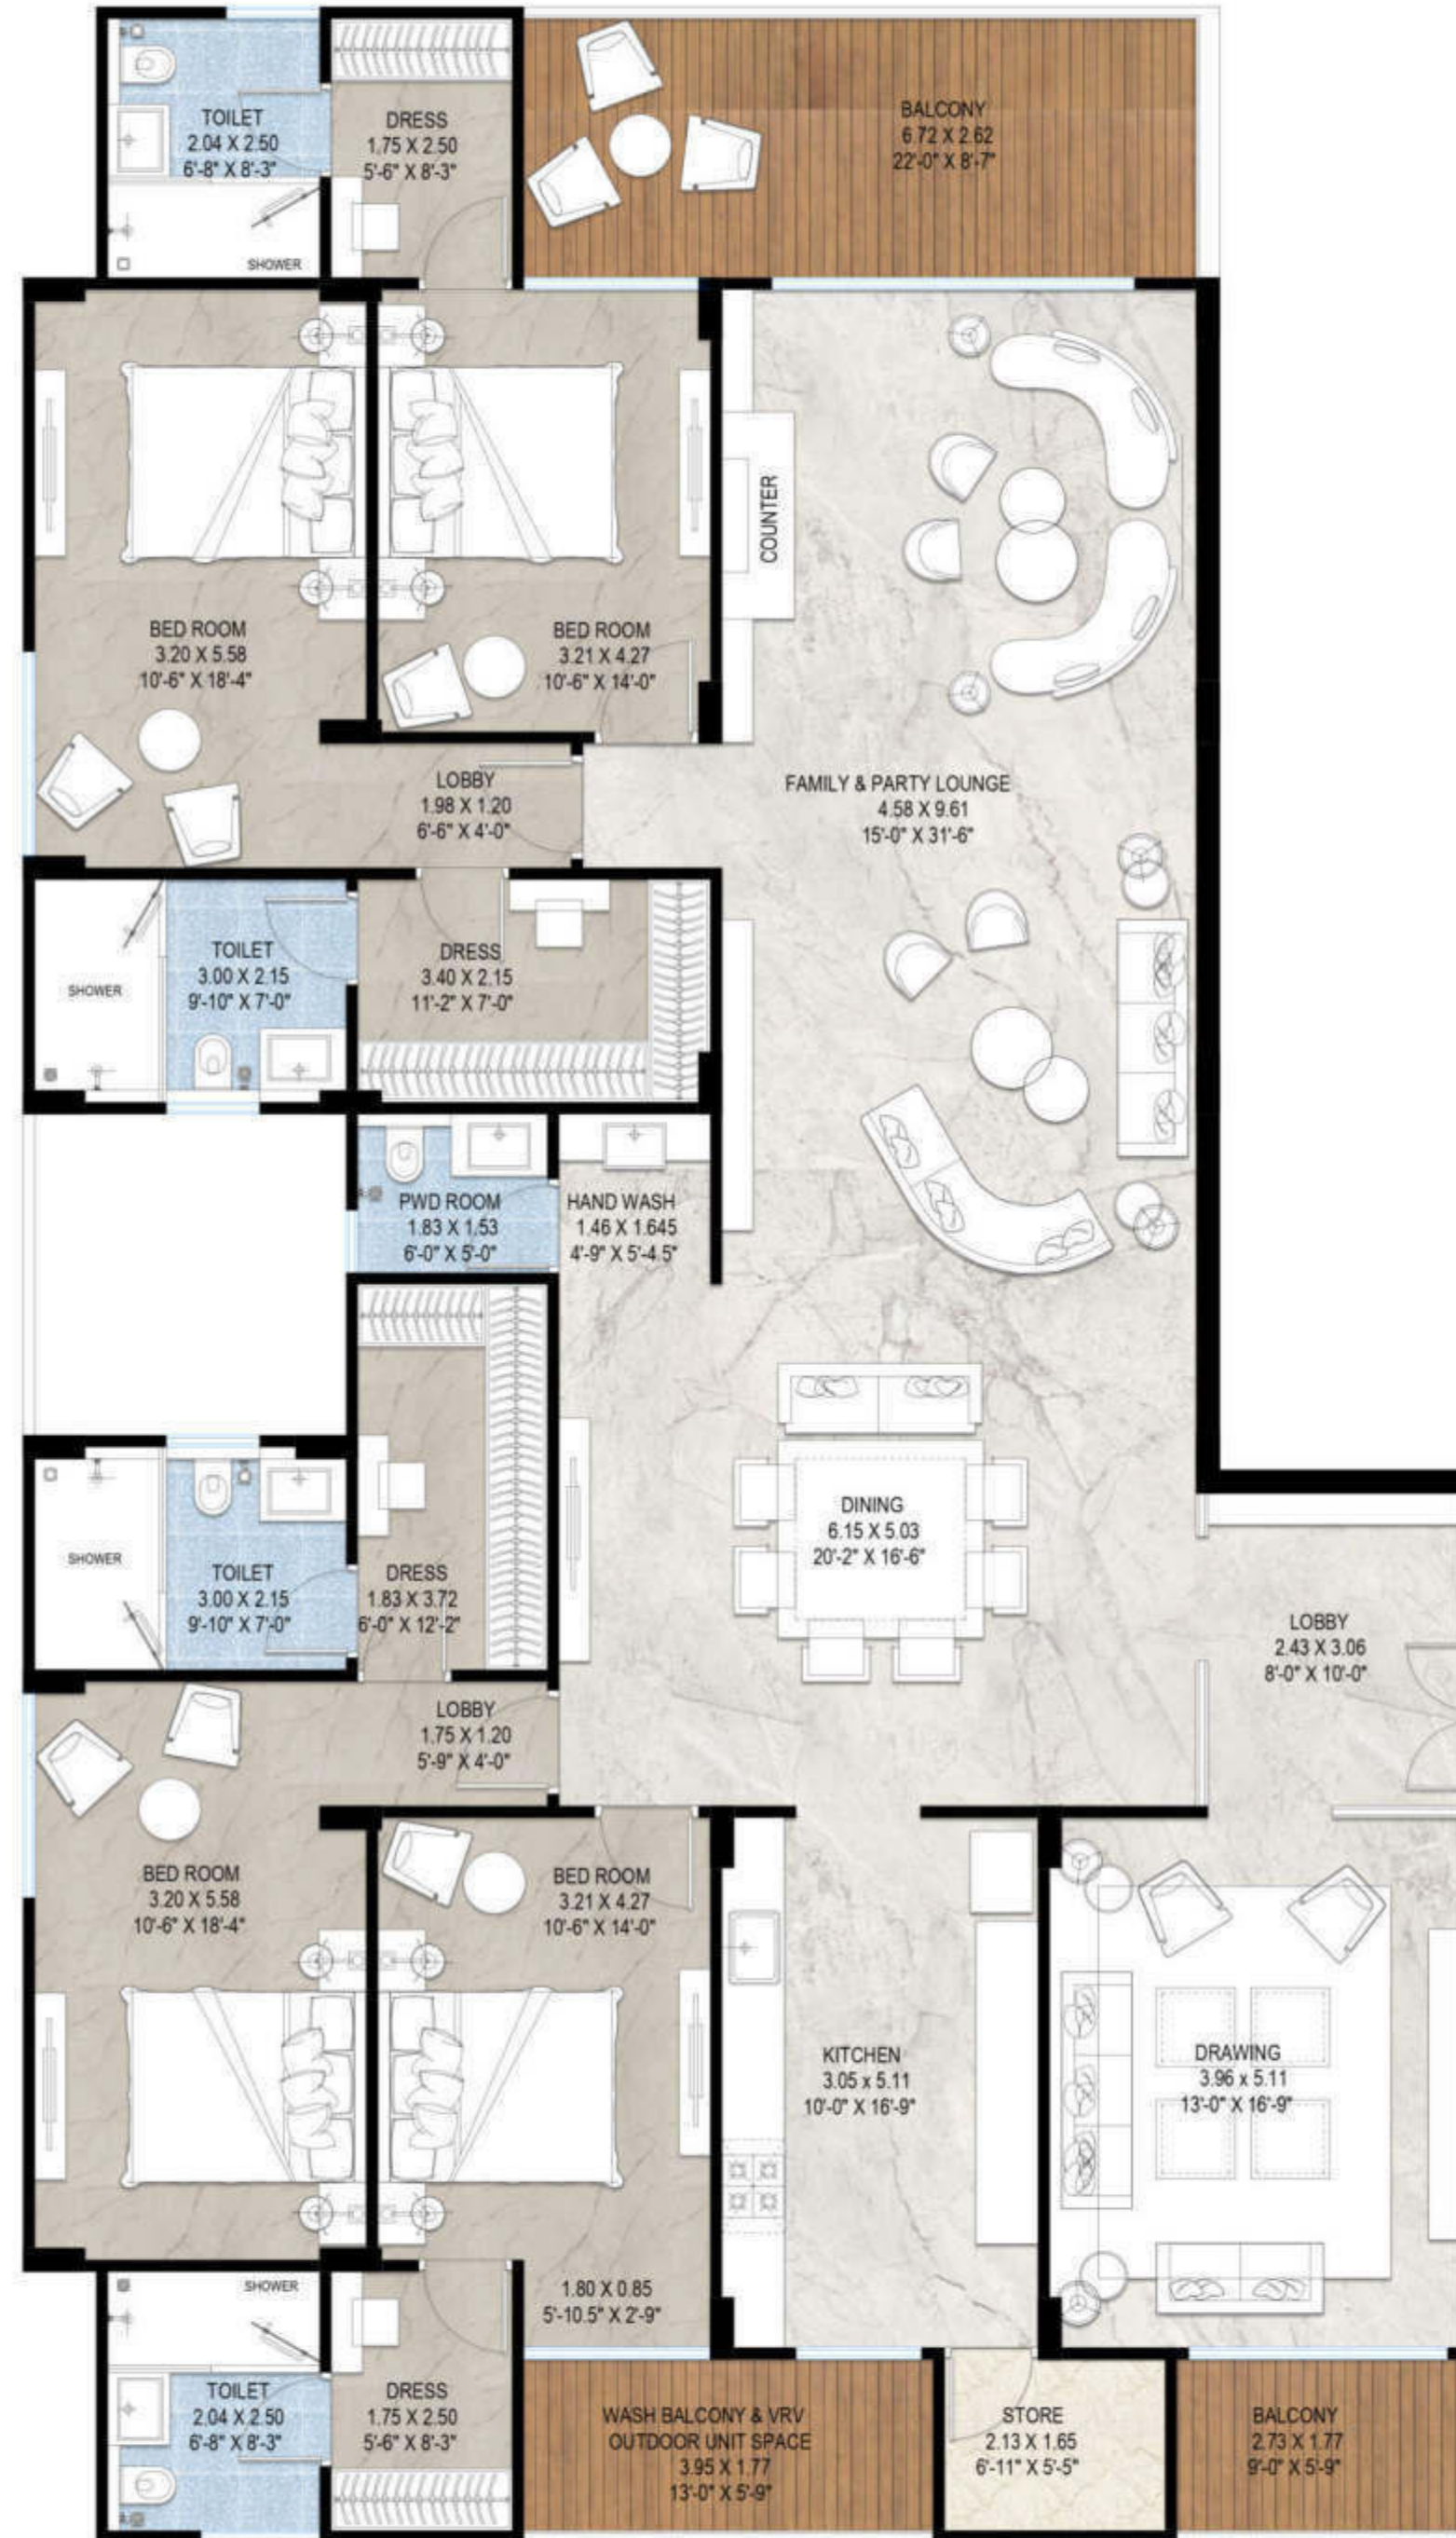 TOILET
2.04 X 2.50
6'-8" X 8'-3"
SHOWER
DRESS
1.75 X 2.50
5'-6" X 8'-3"
BALCONY
6.72 X 2.62
22'-0" X 8'-7"
BED ROOM
3.20 X 5.58
10'-6" X 18'-4"
BED ROOM
3.21 X 4.27
10'-6" X 14'-0"
COUNTER
LOBBY
1.98 X 1.20
6'-6" X 4'-0"
FAMILY & PARTY LOUNGE
4.58 X 9.61
15'-0" X 31'-6"
SHOWER
TOILET
3.00 X 2.15
9'-10" X 7'-0"
DRESS
3.40 X 2.15
11'-2" X 7'-0"
PWD ROOM
1.83 X 1.53
6'-0" X 5'-0"
HAND WASH
1.46 X 1.645
4'-9" X 5'-4.5"
SHOWER
TOILET
3.00 X 2.15
9'-10" X 7'-0"
DRESS
1.83 X 3.72
6'-0" X 12'-2"
DINING
6.15 X 5.03
20'-2" X 16'-6"
LOBBY
2.43 X 3.06
8'-0" X 10'-0"
LOBBY
1.75 X 1.20
5'-9" X 4'-0"
BED ROOM
3.20 X 5.58
10'-6" X 18'-4"
BED ROOM
3.21 X 4.27
10'-6" X 14'-0"
KITCHEN
3.05 x 5.11
10'-0" X 16'-9"
DRAWING
3.96 x 5.11
13'-0" X 16'-9"
SHOWER
1.80 X 0.85
5'-10.5" X 2'-9"
TOILET
2.04 X 2.50
6'-8" X 8'-3"
DRESS
1.75 X 2.50
5'-6" X 8'-3"
WASH BALCONY & VRV
OUTDOOR UNIT SPACE
3.95 X 1.77
13'-0" X 5'-9"
STORE
2.13 X 1.65
6'-11" X 5'-5"
BALCONY
2.73 X 1.77
9'-0" X 5'-9"